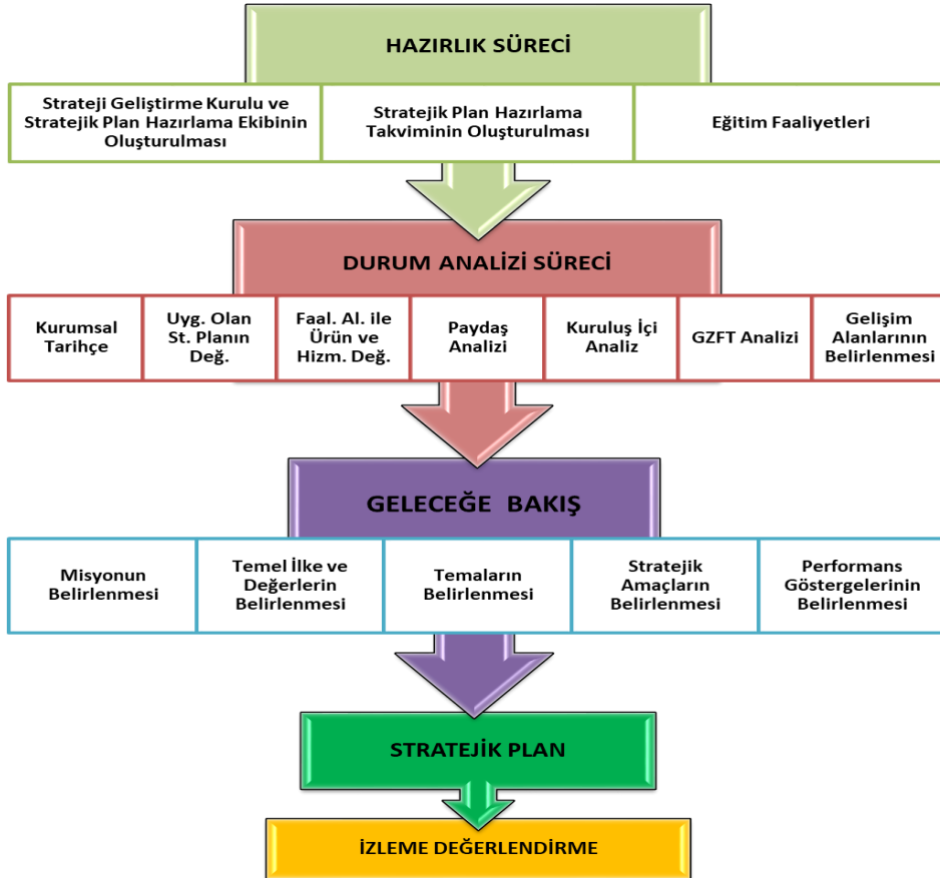 HAZIRLIK SÜRECİ
Strateji Geliştirme Kurulu ve
Stratejik Plan Hazırlama Ekibinin
Oluşturulması
Stratejik Plan Hazırlama
Takviminin Oluşturulması
Eğitim Faaliyetleri
DURUM ANALİZİ SÜRECİ
Kurumsal
Tarihçe
Uyg. Olan
St. Planın
Değ.
Faal. Al. ile
Ürün ve
Hizm. Değ.
Paydaş
Analizi
Kuruluş İçi
Analiz
GZFT Analizi
Gelişim
Alanlarının
Belirlenmesi
GELECEĞE BAKIŞ
Misyonun
Belirlenmesi
Temel İlke ve
Değerlerin
Belirlenmesi
Temaların
Belirlenmesi
Stratejik
Amaçların
Belirlenmesi
Performans
Göstergelerinin
Belirlenmesi
STRATEJİK PLAN
İZLEME DEĞERLENDİRME